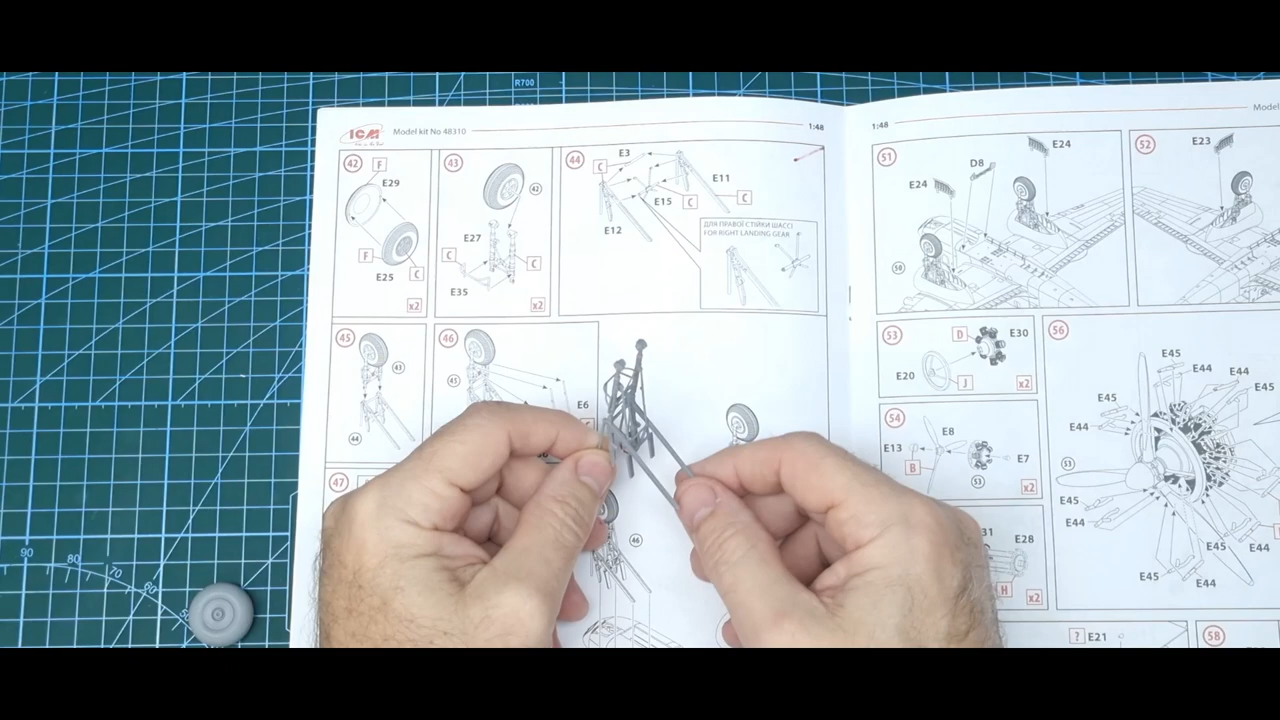 R700
ICM
Model kit No 48310
1:48
42
F
E29
F
E25
C
x2
43
42
E27
C
C
E35
x2
44
E3
C
E11
E15
C
C
E12
ДЛЯ ПРАВОЇ СТІЙКИ ШАССІ
FOR RIGHT LANDING GEAR
45
43
44
46
45
E6
47
46
1:48
Model
51
E24
D8
E24
50
52
E23
53
D
E30
E20
J
x2
54
E8
E13
B
E7
53
x2
31
E28
H
x2
56
E45
E44
E45
E44
E45
E44
53
E45
E44
E45
E44
E45
E44
?
E21
58
90
80
70
60